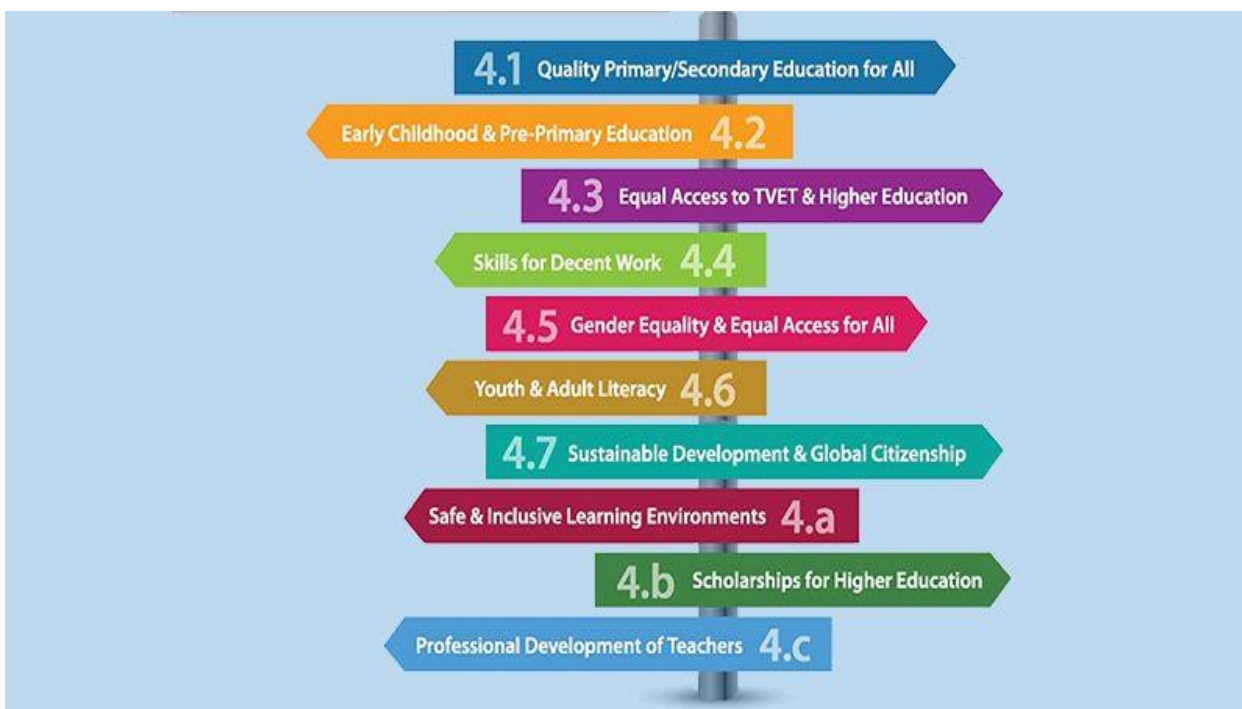 4.1 Quality Primary/Secondary Education for All
Early Childhood & Pre-Primary Education 4.2
4.3 Equal Access to TVET & Higher Education
Skills for Decent Work 4.4
4.5 Gender Equality & Equal Access for All
Youth & Adult Literacy 4.6
4.7 Sustainable Development & Global Citizenship
Safe & Inclusive Learning Environments 4.a
4.b Scholarships for Higher Education
Professional Development of Teachers 4.c